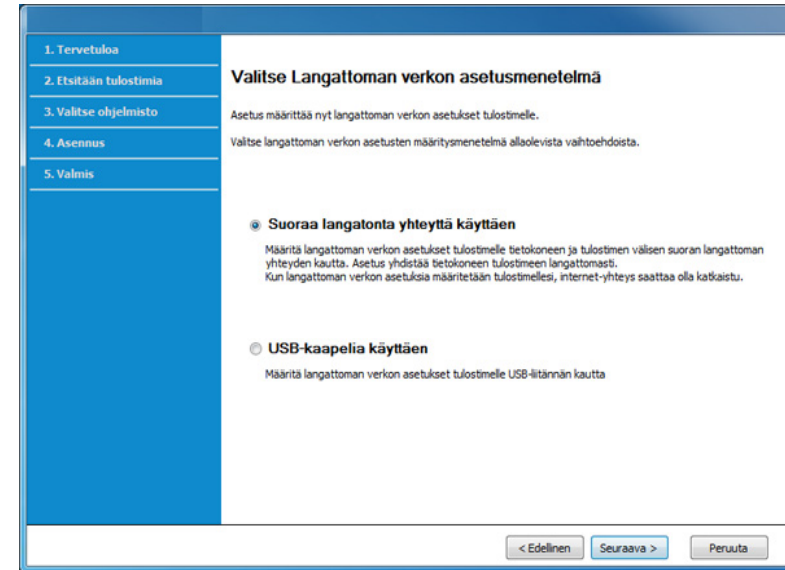 1. Tervetuloa
2. Etsitään tulostimia
3. Valitse ohjelmisto
4. Asennus
5. Valmis
Valitse Langattoman verkon asetusmenetelmä
Asetus määrittää nyt langattoman verkon asetukset tulostimelle.
Valitse langattoman verkon asetusten määritysmenetelmä allaolevista vaihtoehdoista.
Suoraa langatonta yhteyttä käyttäen
Määritä langattoman verkon asetukset tulostimelle tietokoneen ja tulostimen välisen suoran langattoman
yhteyden kautta. Asetus yhdistää tietokoneen tulostimeen langattomasti.
Kun langattoman verkon asetuksia määritetään tulostimellesi, internet-yhteys saattaa olla katkaistu.
USB-kaapelia käyttäen
Määritä langattoman verkon asetukset tulostimelle USB-liitännän kautta
< Edellinen Seuraava > Peruuta